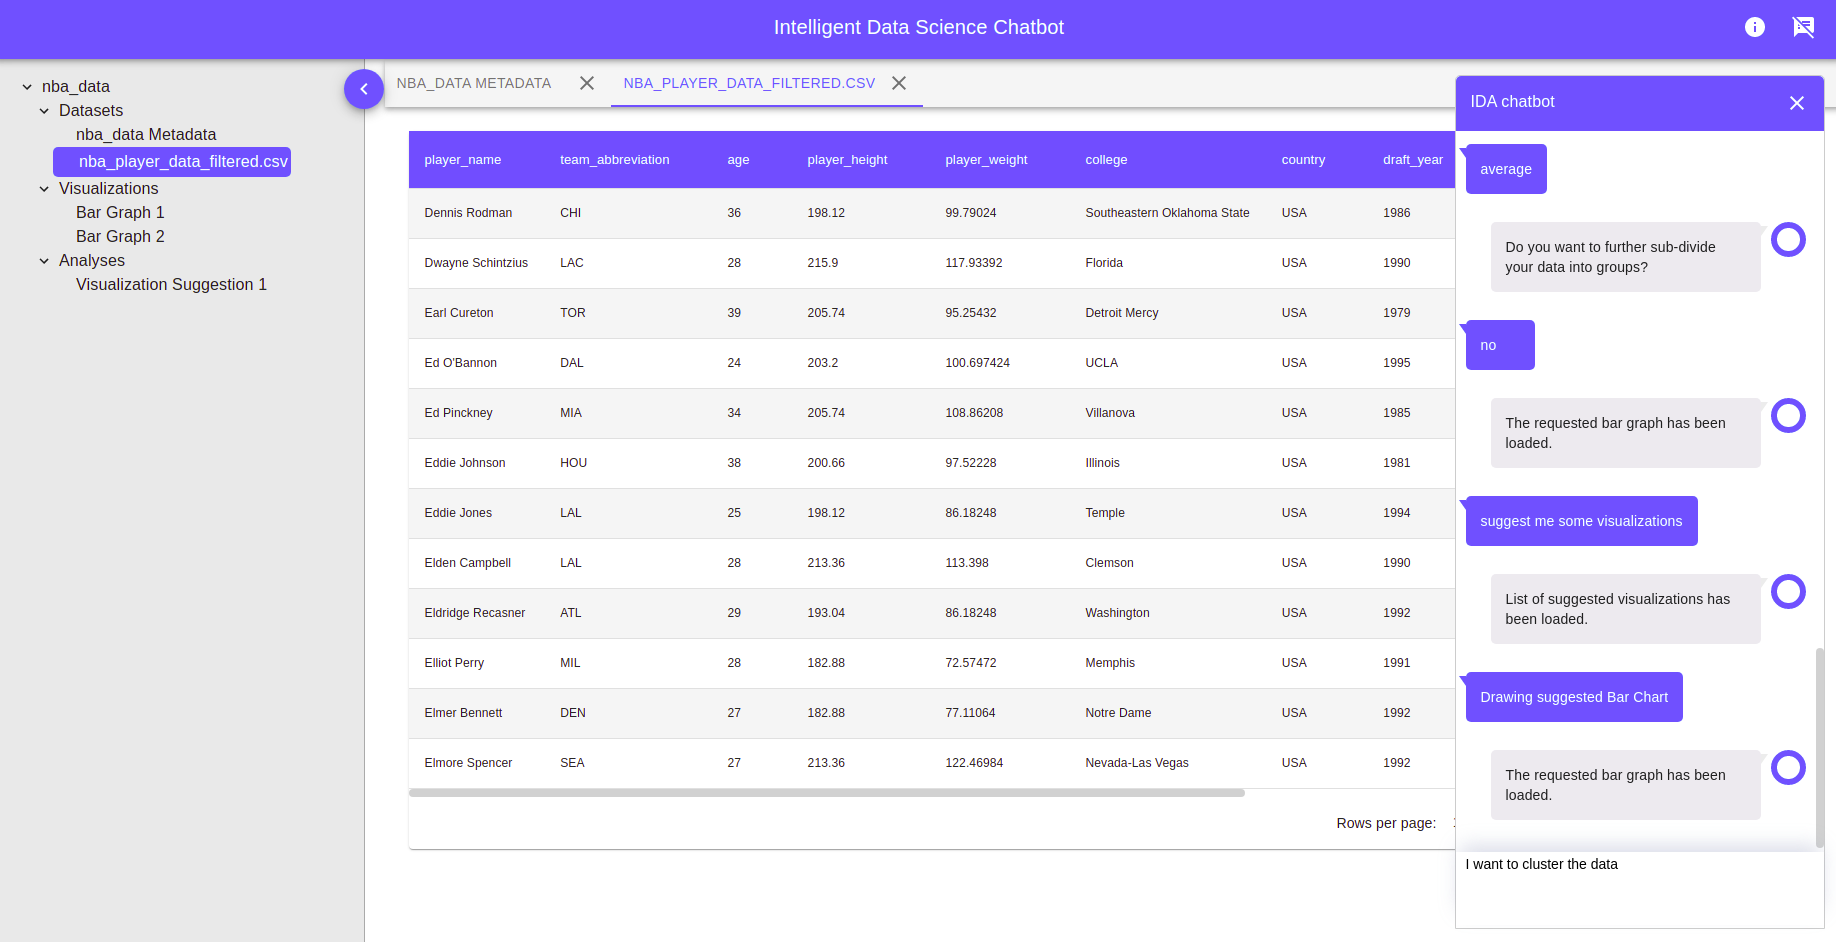 Intelligent Data Science Chatbot
nba_data
Datasets
nba_data Metadata
nba_player_data_filtered.csv
Visualizations
Bar Graph 1
Bar Graph 2
Analyses
Visualization Suggestion 1
NBA_DATA METADATA NBA_PLAYER_DATA_FILTERED.CSV
player_name team_abbreviation age player_height player_weight college country draft_year
Dennis Rodman CHI 36 198.12 99.79024 Southeastern Oklahoma State USA 1986
Dwayne Schintzius LAC 28 215.9 117.93392 Florida USA 1990
Earl Cureton TOR 39 205.74 95.25432 Detroit Mercy USA 1979
Ed O'Bannon DAL 24 203.2 100.697424 UCLA USA 1995
Ed Pinckney MIA 34 205.74 108.86208 Villanova USA 1985
Eddie Johnson HOU 38 200.66 97.52228 Illinois USA 1981
Eddie Jones LAL 25 198.12 86.18248 Temple USA 1994
Elden Campbell LAL 28 213.36 113.398 Clemson USA 1990
Eldridge Recasner ATL 29 193.04 86.18248 Washington USA 1992
Elliot Perry MIL 28 182.88 72.57472 Memphis USA 1991
Elmer Bennett DEN 27 182.88 77.11064 Notre Dame USA 1992
Elmore Spencer SEA 27 213.36 122.46984 Nevada-Las Vegas USA 1992
Rows per page:
IDA chatbot
average
Do you want to further sub-divide
your data into groups?
no
The requested bar graph has been
loaded.
suggest me some visualizations
List of suggested visualizations has
been loaded.
Drawing suggested Bar Chart
The requested bar graph has been
loaded.
I want to cluster the data